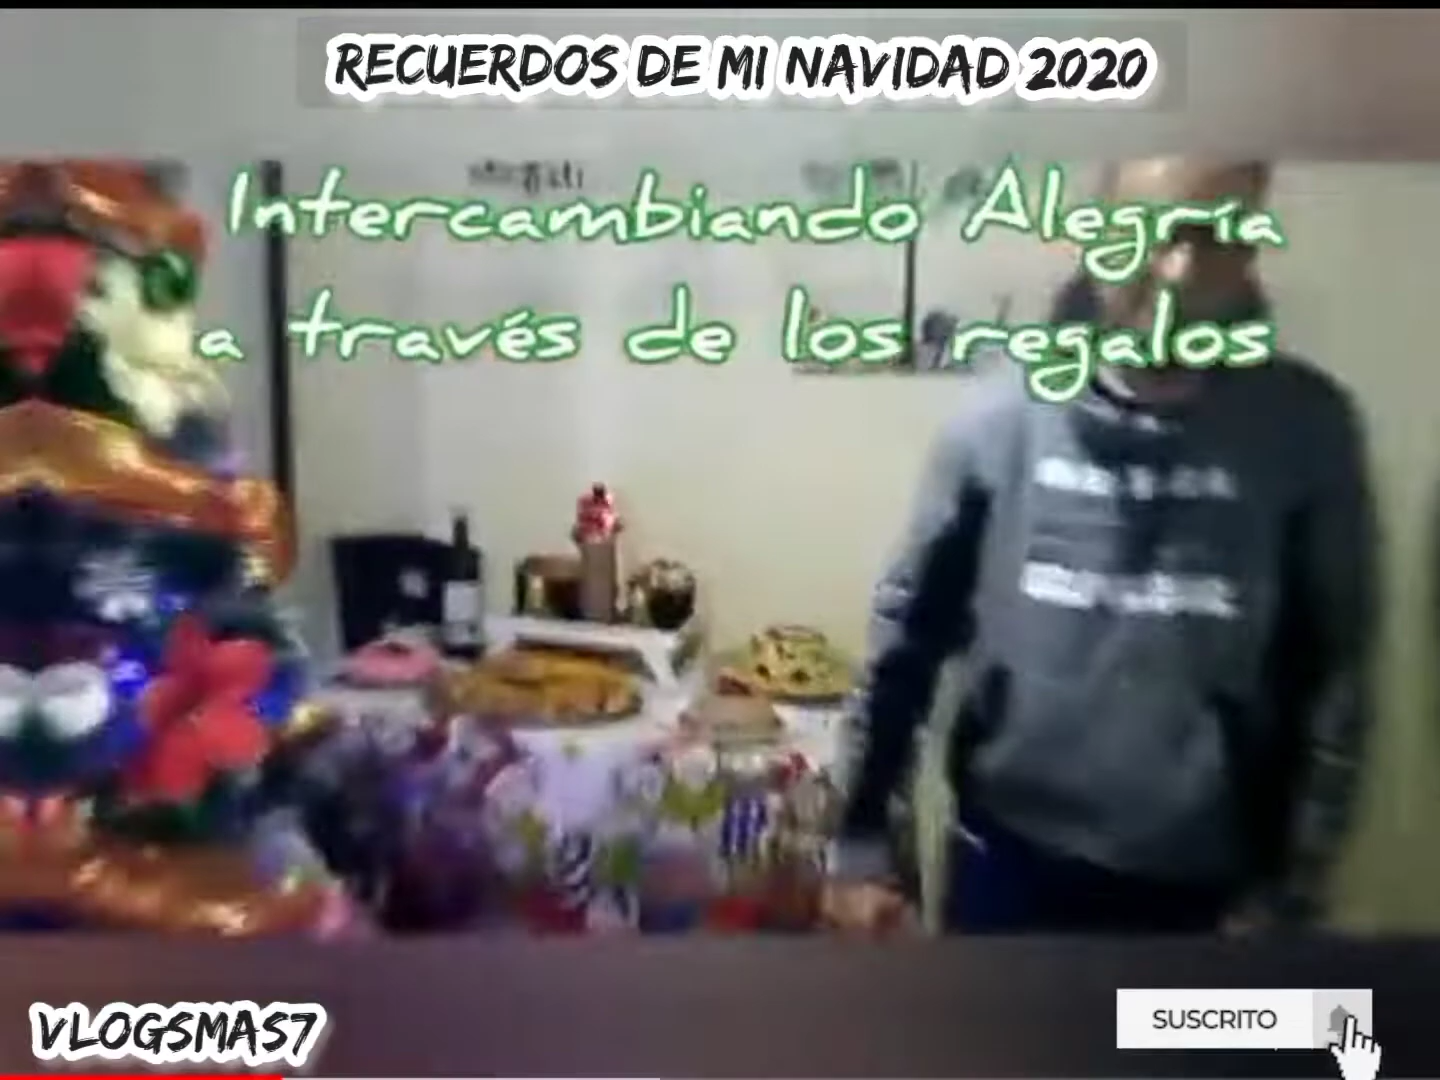 RECUERDOS DE MI NAVIDAD 2020
Intercambiando Alegría
a través de los regalos
VLOGSMAS7
SUSCRITO